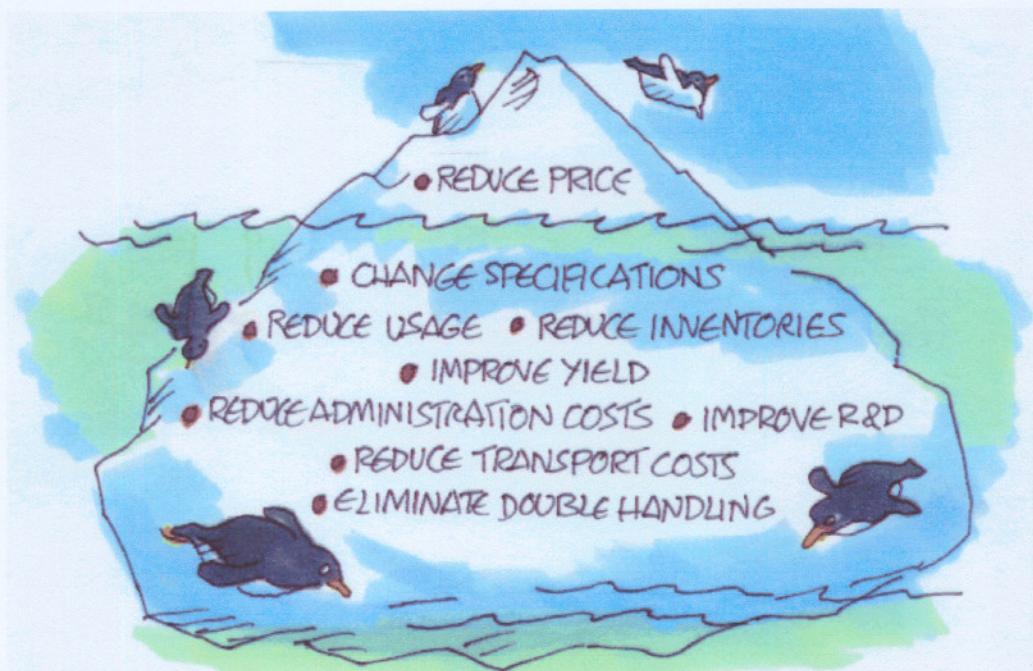 • REDUCE PRICE
• CHANGE SPECIFICATIONS
• REDUCE USAGE • REDUCE INVENTORIES
• IMPROVE YIELD
• REDUCE ADMINISTRATION COSTS • IMPROVE R&D
• REDUCE TRANSPORT COSTS
• ELIMINATE DOUBLE HANDLING